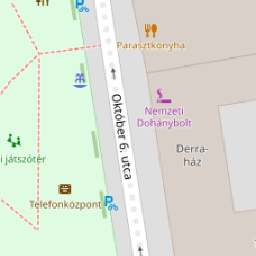 Parasztkonyha
Október 6. utca
Nemzeti
Dohánybolt
i játszótér
Derra-
ház
Telefonközpont